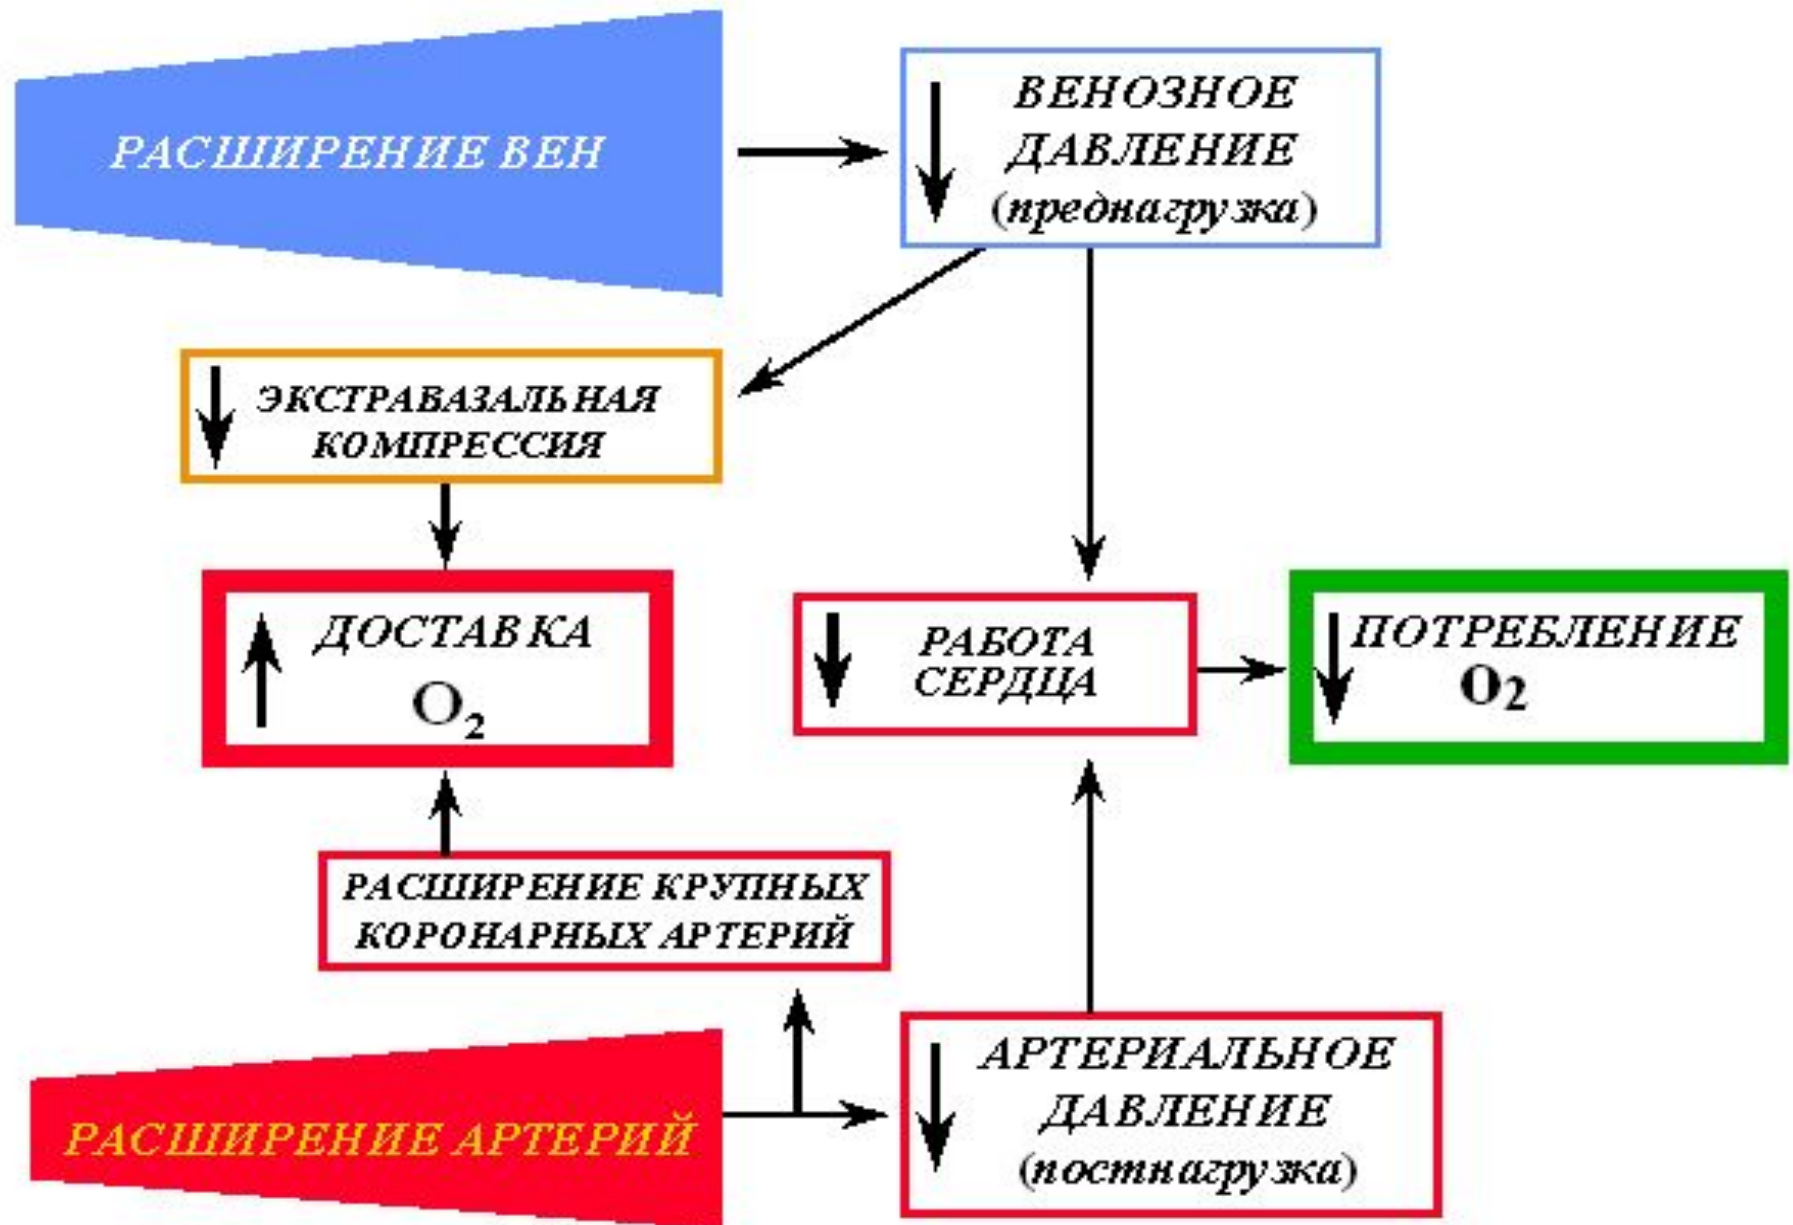 РАСШИРЕНИЕ ВЕН
↓ ВЕНОЗНОЕ
ДАВЛЕНИЕ
(преднагрузка)
↓ ЭКСТРАВАЗАЛЬНАЯ
КОМПРЕССИЯ
↑ ДОСТАВКА
O₂
↓ РАБОТА
СЕРДЦА
↓ ПОТРЕБЛЕНИЕ
O2
РАСШИРЕНИЕ КРУПНЫХ
КОРОНАРНЫХ АРТЕРИЙ
РАСШИРЕНИЕ АРТЕРИЙ
↓ АРТЕРИАЛЬНОЕ
ДАВЛЕНИЕ
(постнагрузка)